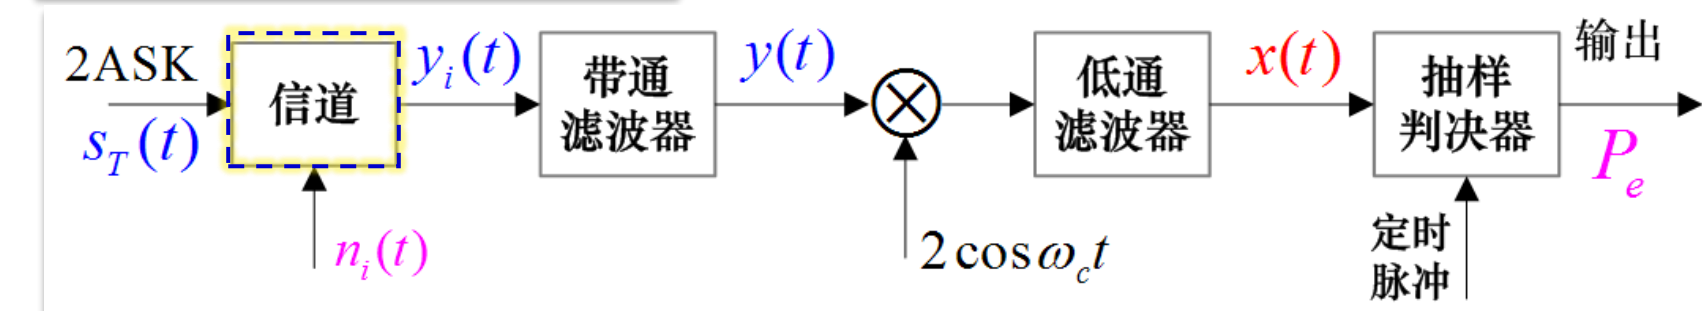 2ASK
s_T(t)
信道
n_i(t)
y_i(t)
带通
滤波器
y(t)
2cosω_ct
低通
滤波器
x(t)
抽样
判决器
定时
脉冲
输出
P_e